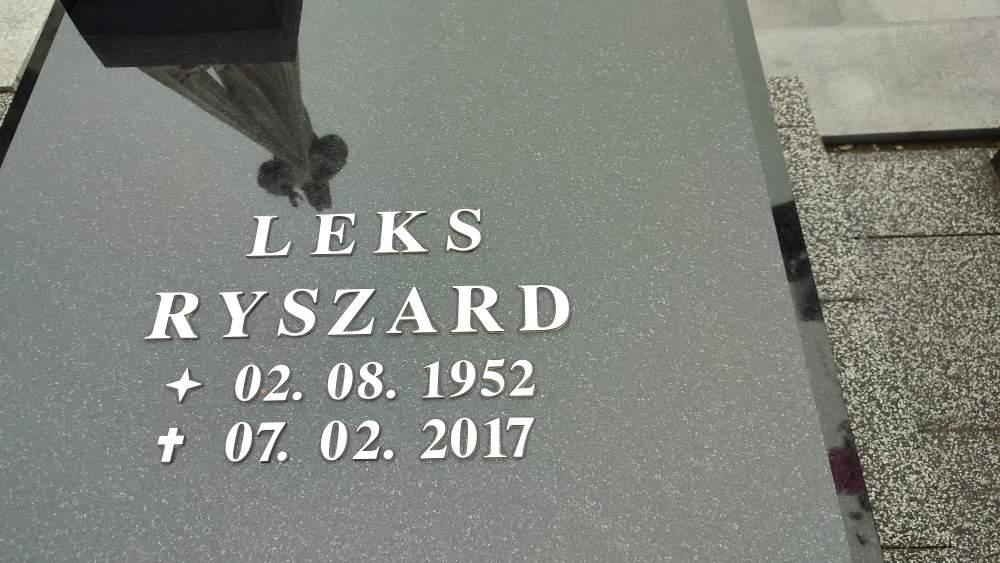 LEKS
RYSZARD
✦ 02. 08. 1952
✝ 07. 02. 2017